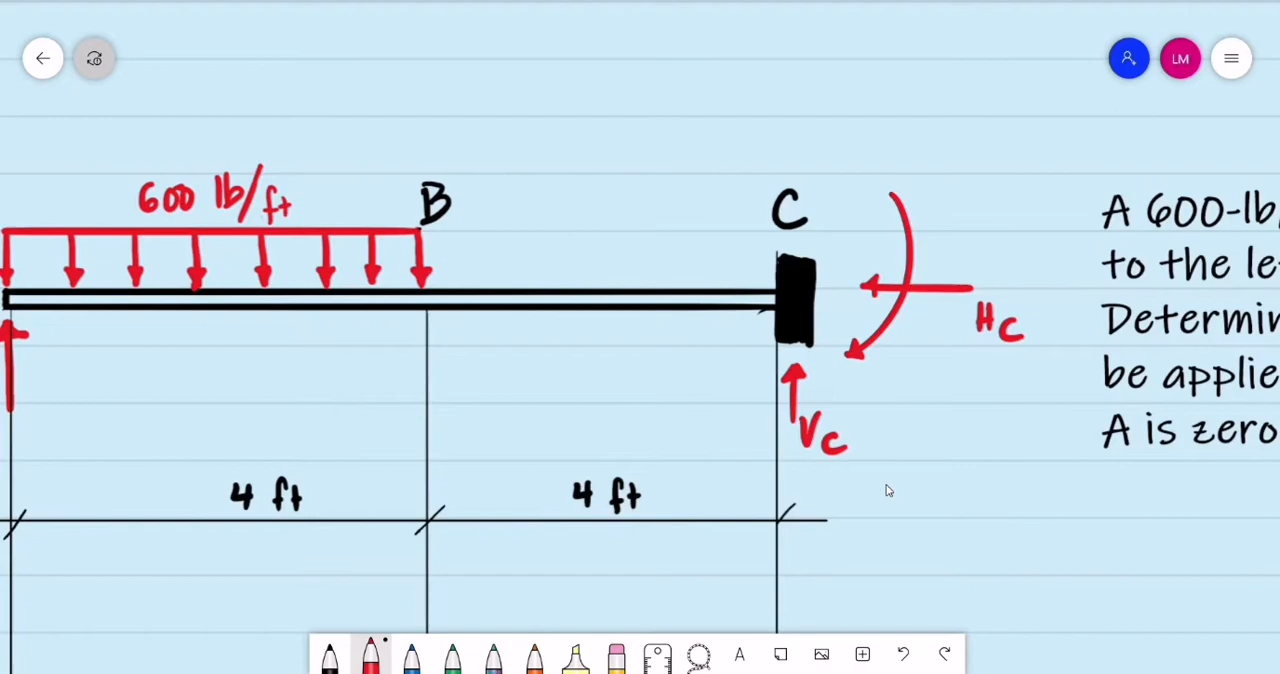 LM
600 lb/ft
B
C
A 600-lb
to the le
Determin
be applie
A is zero
H C
V C
4 ft
4 ft
A